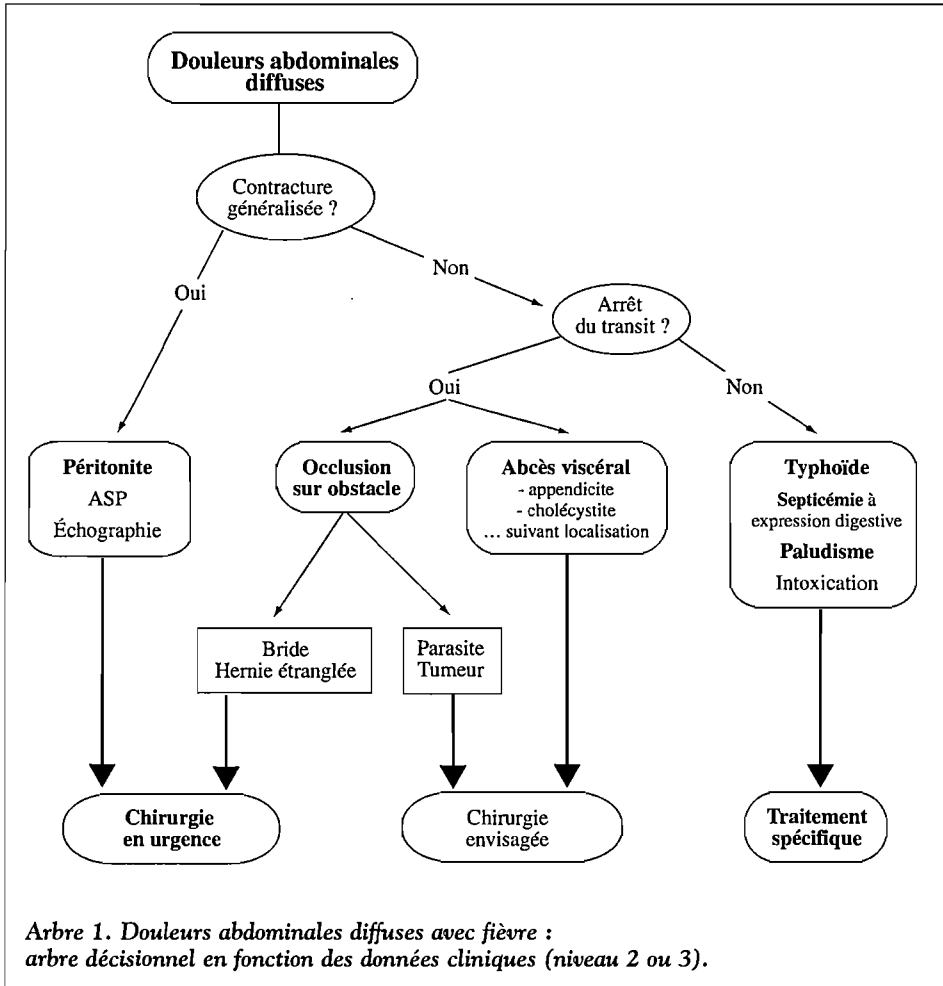 Douleurs abdominales
diffuses
Contracture
généralisée ?
Oui
Non
Arrêt
du transit ?
Oui
Non
Péritonite
ASP
Échographie
Occlusion
sur obstacle
Abcès viscéral
- appendicite
- cholécystite
... suivant localisation
Typhoïde
Septicémie à
expression digestive
Paludisme
Intoxication
Bride
Hernie étranglée
Parasite
Tumeur
Chirurgie
en urgence
Chirurgie
envisagée
Traitement
spécifique
Arbre 1. Douleurs abdominales diffuses avec fièvre :
arbre décisionnel en fonction des données cliniques (niveau 2 ou 3).